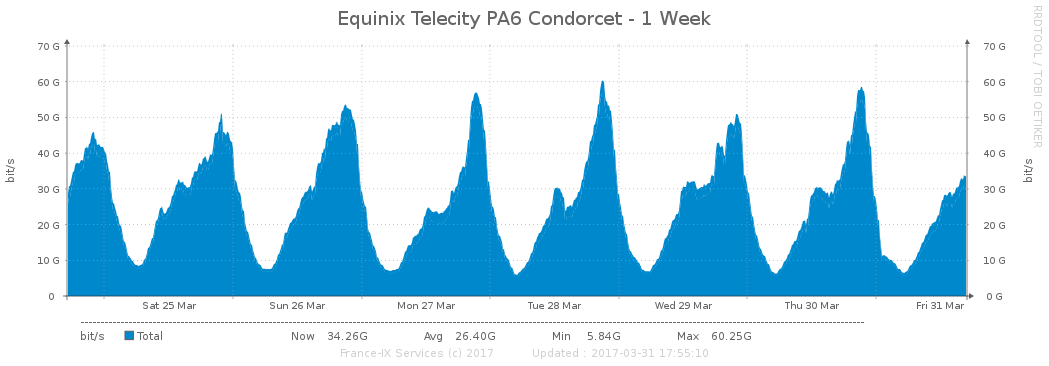 Equinix Telecity PA6 Condorcet - 1 Week
RRDTOOL / TOBI OETIKER
70 G 70 G
60 G 60 G
50 G 50 G
40 G 40 G
30 G 30 G
20 G 20 G
10 G 10 G
0 0 G
bit/s
bit/s
Sat 25 Mar Sun 26 Mar Mon 27 Mar Tue 28 Mar Wed 29 Mar Thu 30 Mar Fri 31 Mar
bit/s Total Now 34.26G Avg 26.40G Min 5.84G Max 60.25G
France-IX Services (c) 2017 Updated : 2017-03-31 17:55:10